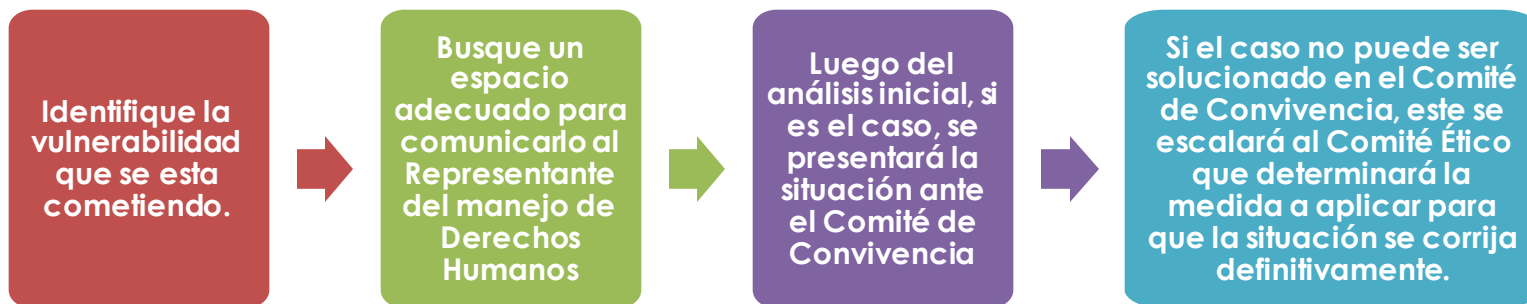 Identifique la
vulnerabilidad
que se esta
cometiendo.
Busque un
espacio
adecuado para
comunicarlo al
Representante
del manejo de
Derechos
Humanos
Luego del
análisis inicial, si
es el caso, se
presentará la
situación ante
el Comité de
Convivencia
Si el caso no puede ser
solucionado en el Comité
de Convivencia, este se
escalará al Comité Ético
que determinará la
medida a aplicar para
que la situación se corrija
definitivamente.